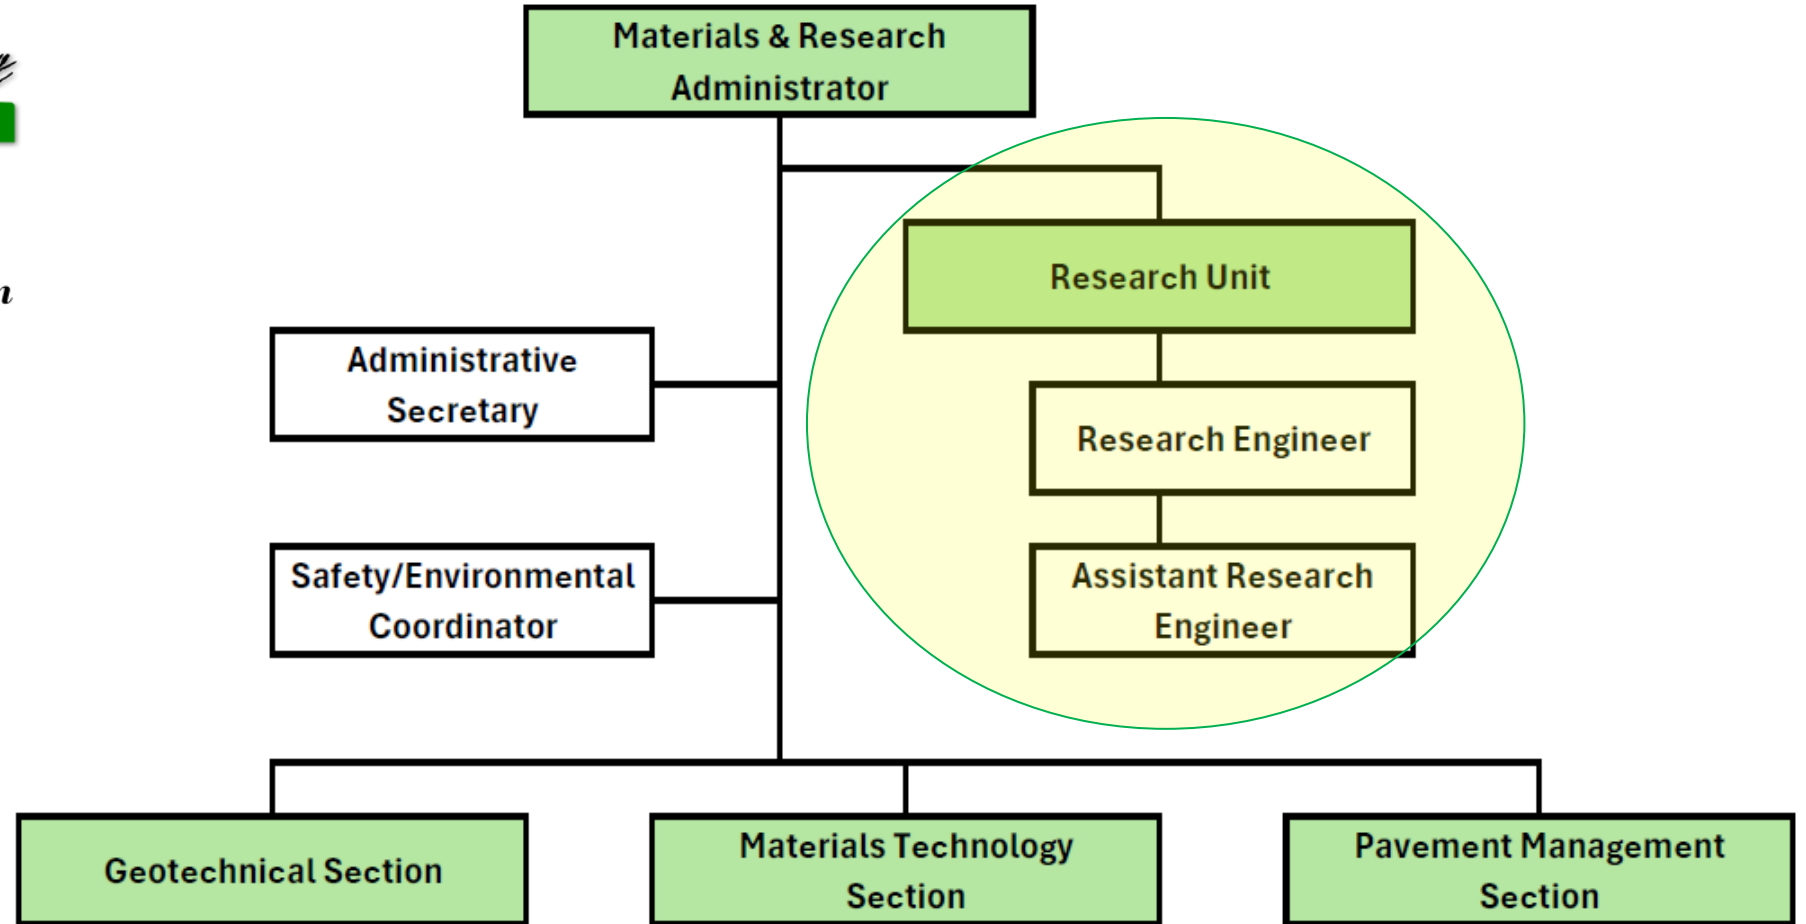 Materials & Research
Administrator
Research Unit
Administrative
Secretary
Research Engineer
Safety/Environmental
Coordinator
Assistant Research
Engineer
Geotechnical Section
Materials Technology
Section
Pavement Management
Section